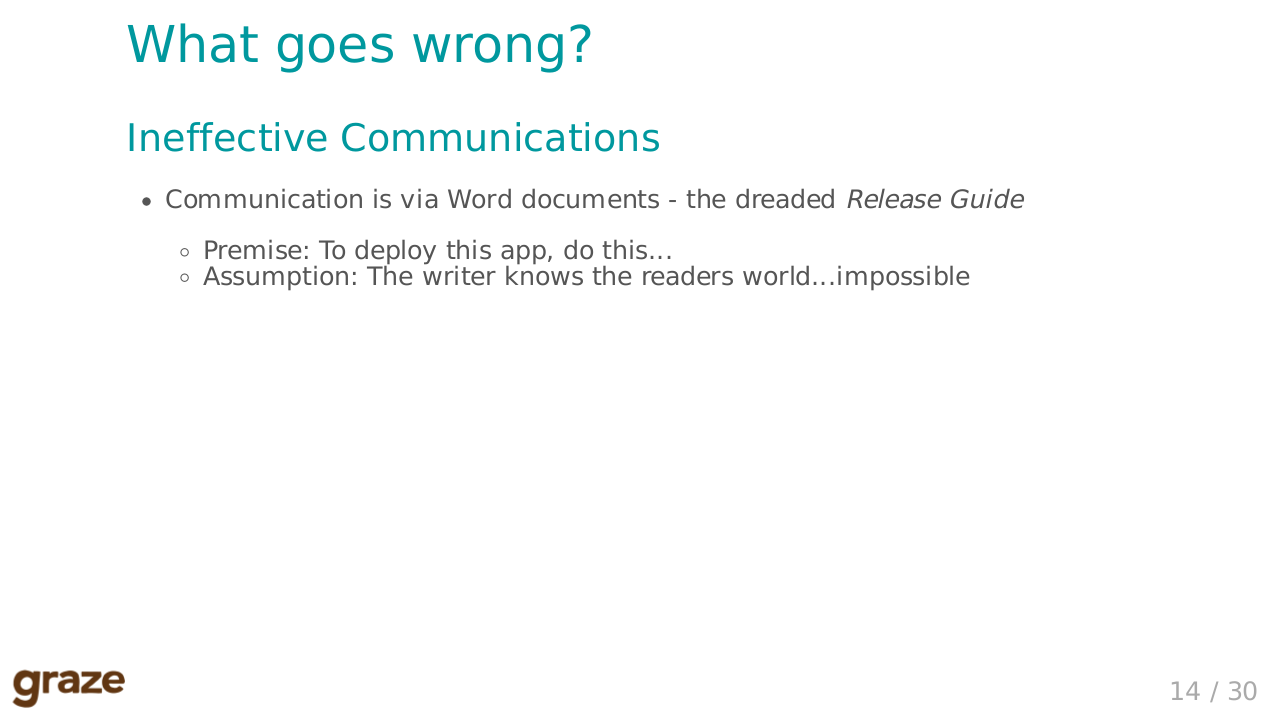 What goes wrong?
Ineffective Communications
• Communication is via Word documents - the dreaded Release Guide
◦ Premise: To deploy this app, do this...
◦ Assumption: The writer knows the readers world...impossible
graze
14 / 30